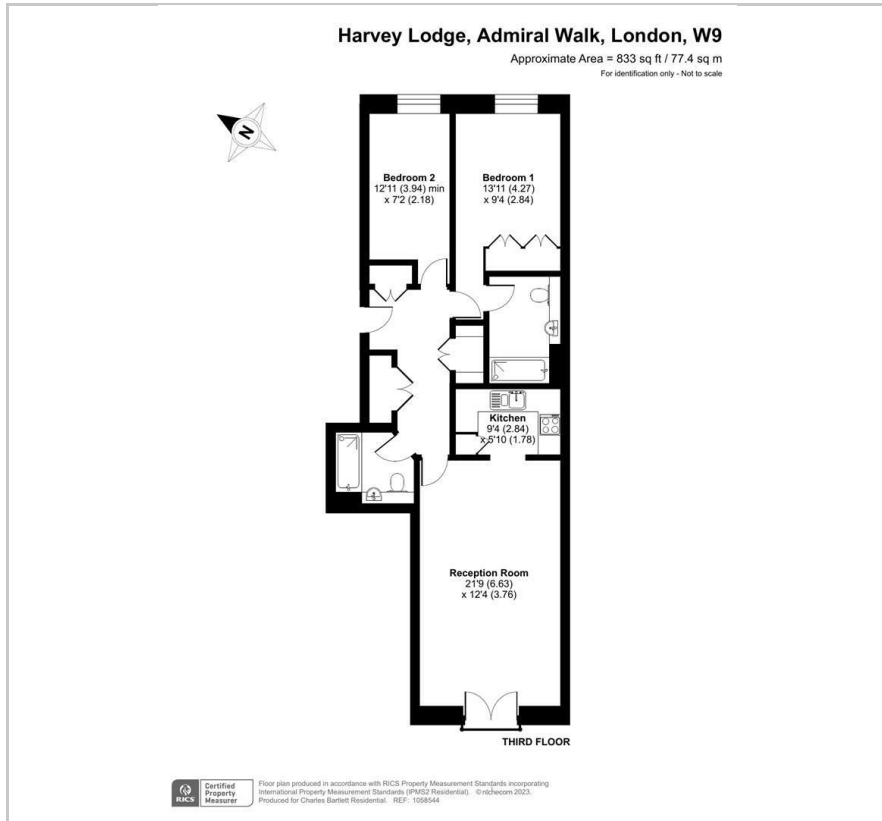 Harvey Lodge, Admiral Walk, London, W9
Approximate Area = 833 sq ft / 77.4 sq m
For identification only - Not to scale
N
Bedroom 2
12'11 (3.94) min
x 7'2 (2.18)
Bedroom 1
13'11 (4.27)
x 9'4 (2.84)
Kitchen
9'4 (2.84)
x 5'10 (1.78)
Reception Room
21'9 (6.63)
x 12'4 (3.76)
THIRD FLOOR
RICS
Certified
Property
Measurer
Floor plan produced in accordance with RICS Property Measurement Standards incorporating
International Property Measurement Standards (IPMS2 Residential). © nichecom 2023.
Produced for Charles Bartlett Residential. REF: 1058544